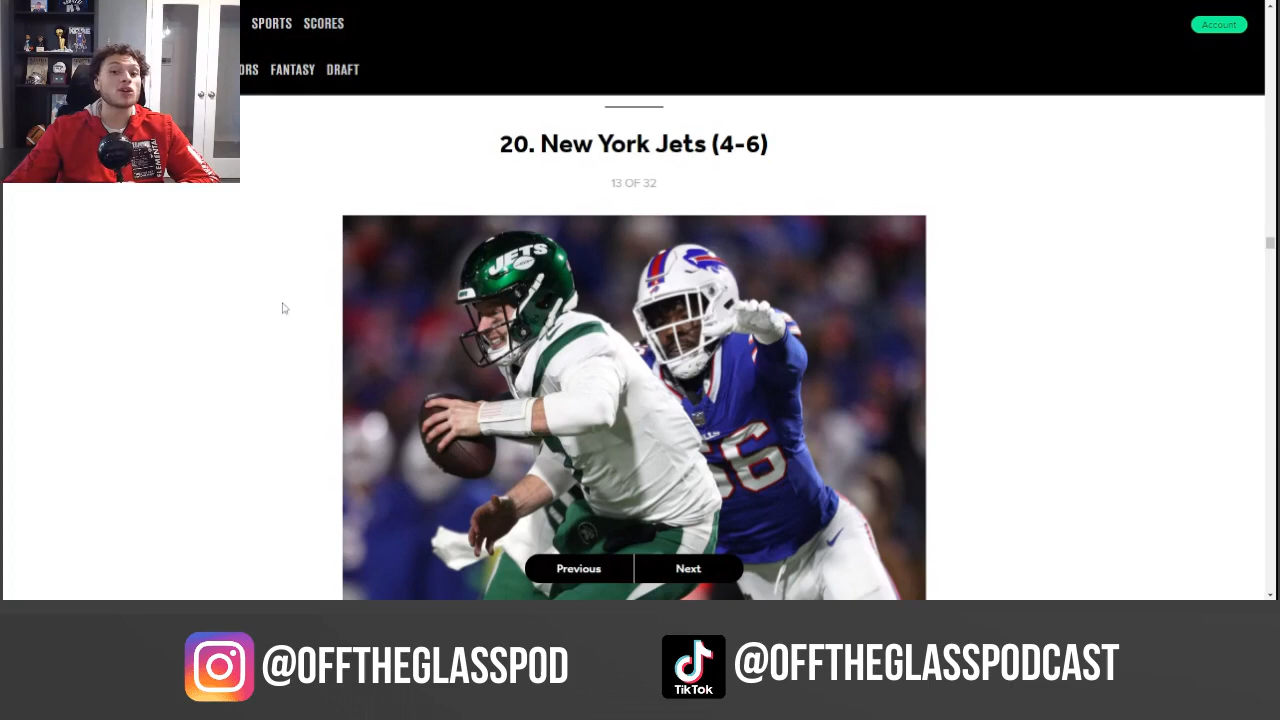 SPORTS SCORES
Account
ORS FANTASY DRAFT
20. New York Jets (4-6)
13 OF 32
JETS
66
Previous Next
@OFFTHEGLASSPOD
TikTok
@OFFTHEGLASSPODCAST